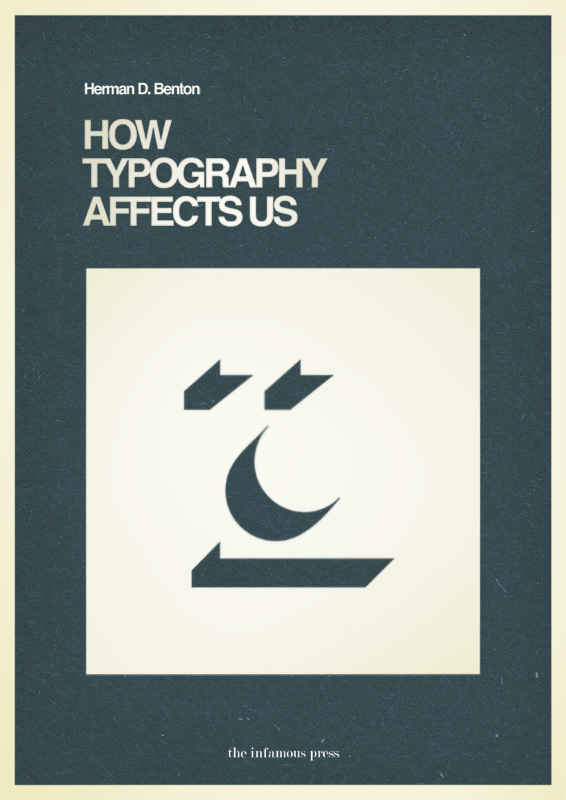 Herman D. Benton
HOW
TYPOGRAPHY
AFFECTS US
the infamous press